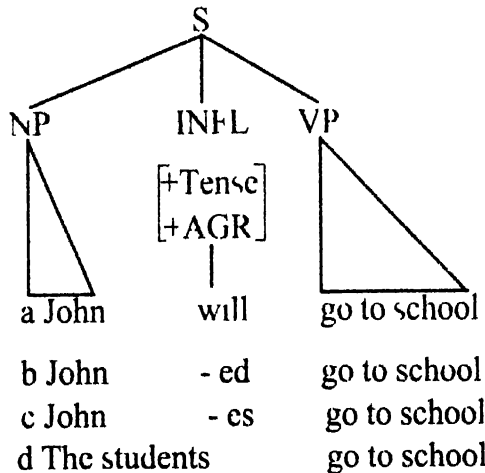 S
NP INFL VP
+Tense
+AGR
a John will go to school
b John - ed go to school
c John - es go to school
d The students go to school